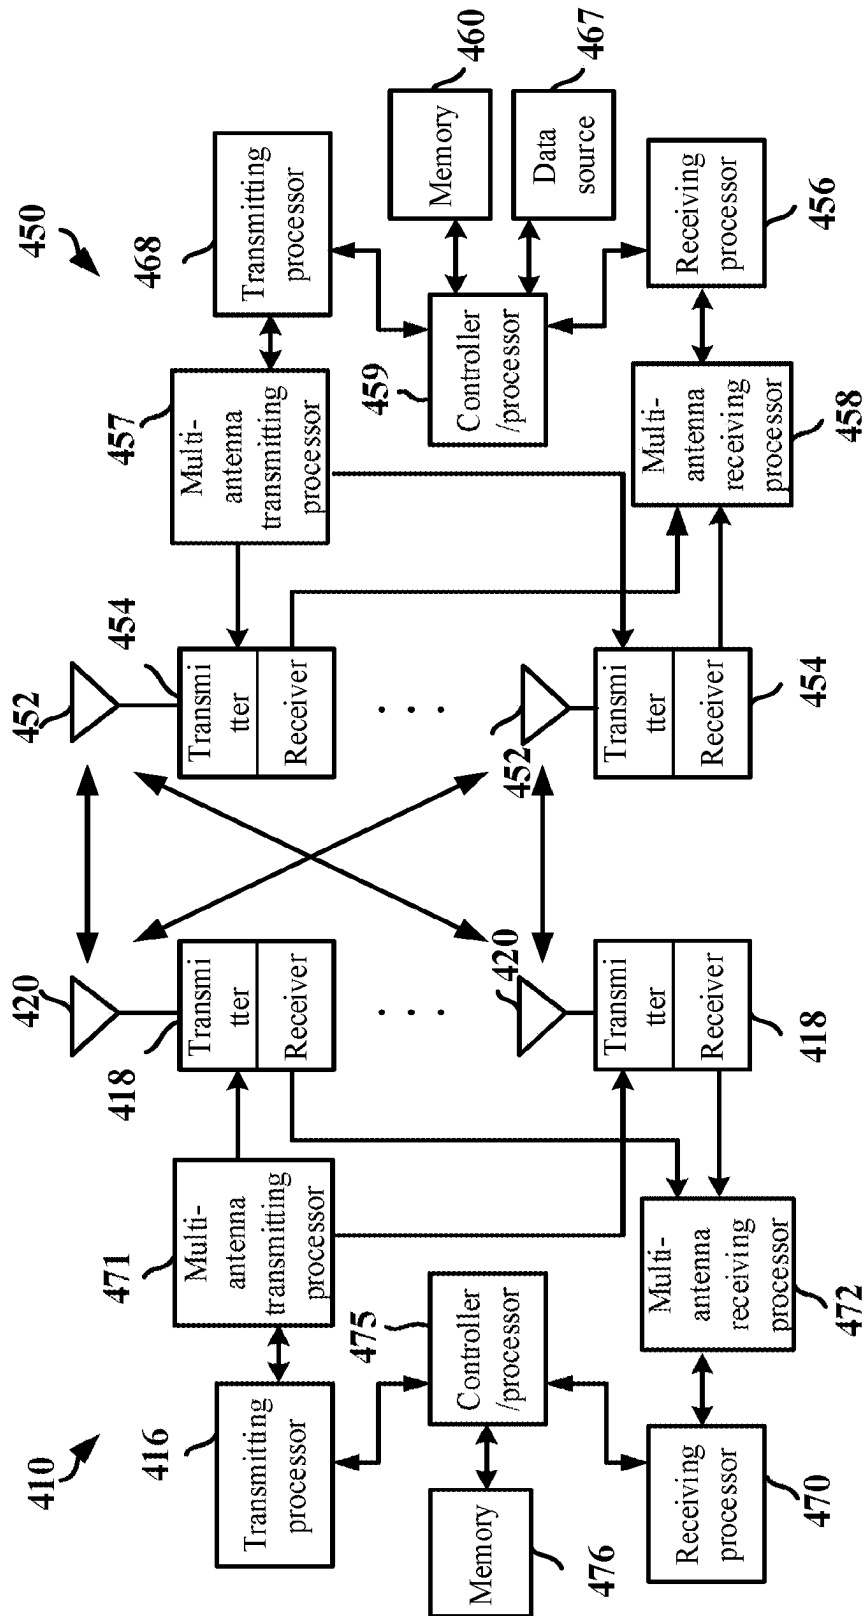 410
416
Transmitting
processor
471
Multi-
antenna
transmitting
processor
475
Controller
/processor
Memory
476
Receiving
processor
470
Multi-
antenna
receiving
processor
472
420
418
Transmi
tter
Receiver
. . .
420
Transmi
tter
Receiver
418
452
454
Transmi
tter
Receiver
. . .
452
Transmi
tter
Receiver
454
450
457
Multi-
antenna
transmitting
processor
468
Transmitting
processor
459
Controller
/processor
460
Memory
467
Data
source
Multi-
antenna
receiving
processor
458
Receiving
processor
456